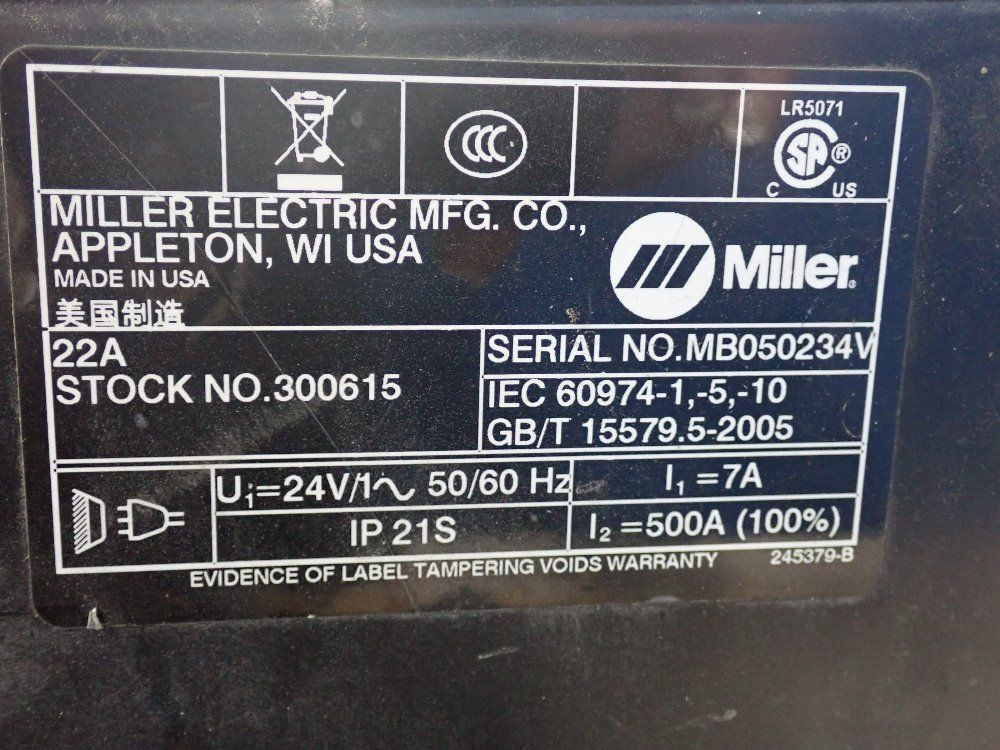 LR5071
CCC
SP ®
C US
MILLER ELECTRIC MFG. CO.,
APPLETON, WI USA
MADE IN USA
美国制造
Miller®
22A
STOCK NO.300615
SERIAL NO.MB050234V
IEC 60974-1,-5,-10
GB/T 15579.5-2005
U₁=24V/1~ 50/60 Hz
I₁ =7A
IP 21S
I₂ =500A (100%)
EVIDENCE OF LABEL TAMPERING VOIDS WARRANTY
245379-B